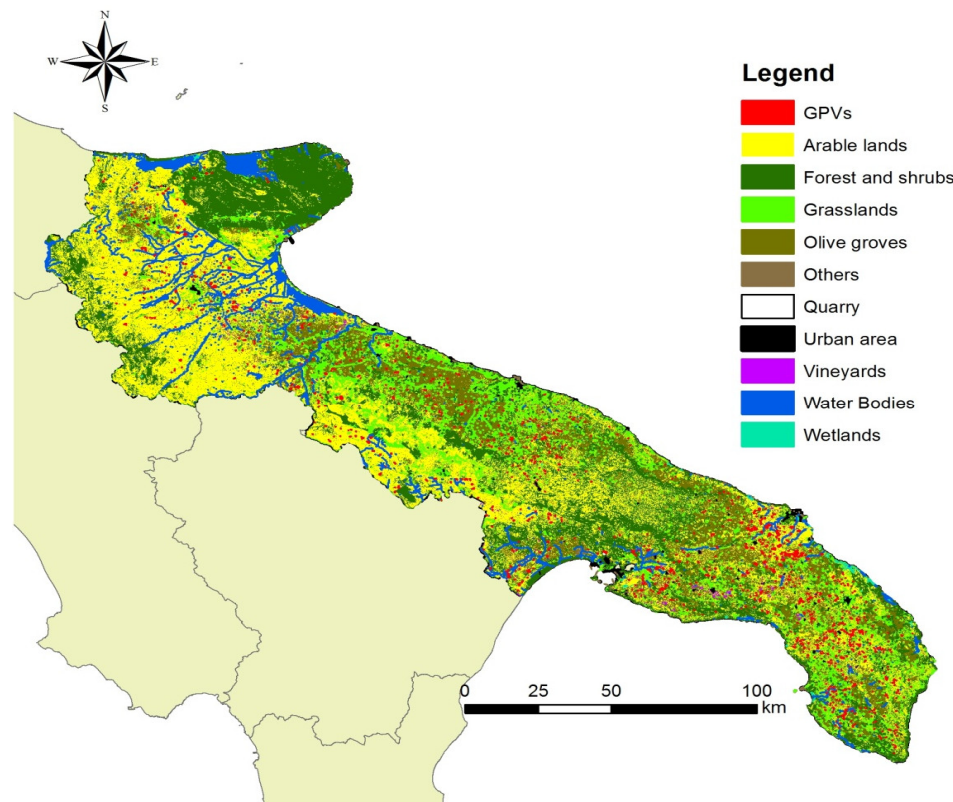 N
W E
S
Legend
GPVs
Arable lands
Forest and shrubs
Grasslands
Olive groves
Others
Quarry
Urban area
Vineyards
Water Bodies
Wetlands
0 25 50 100
km